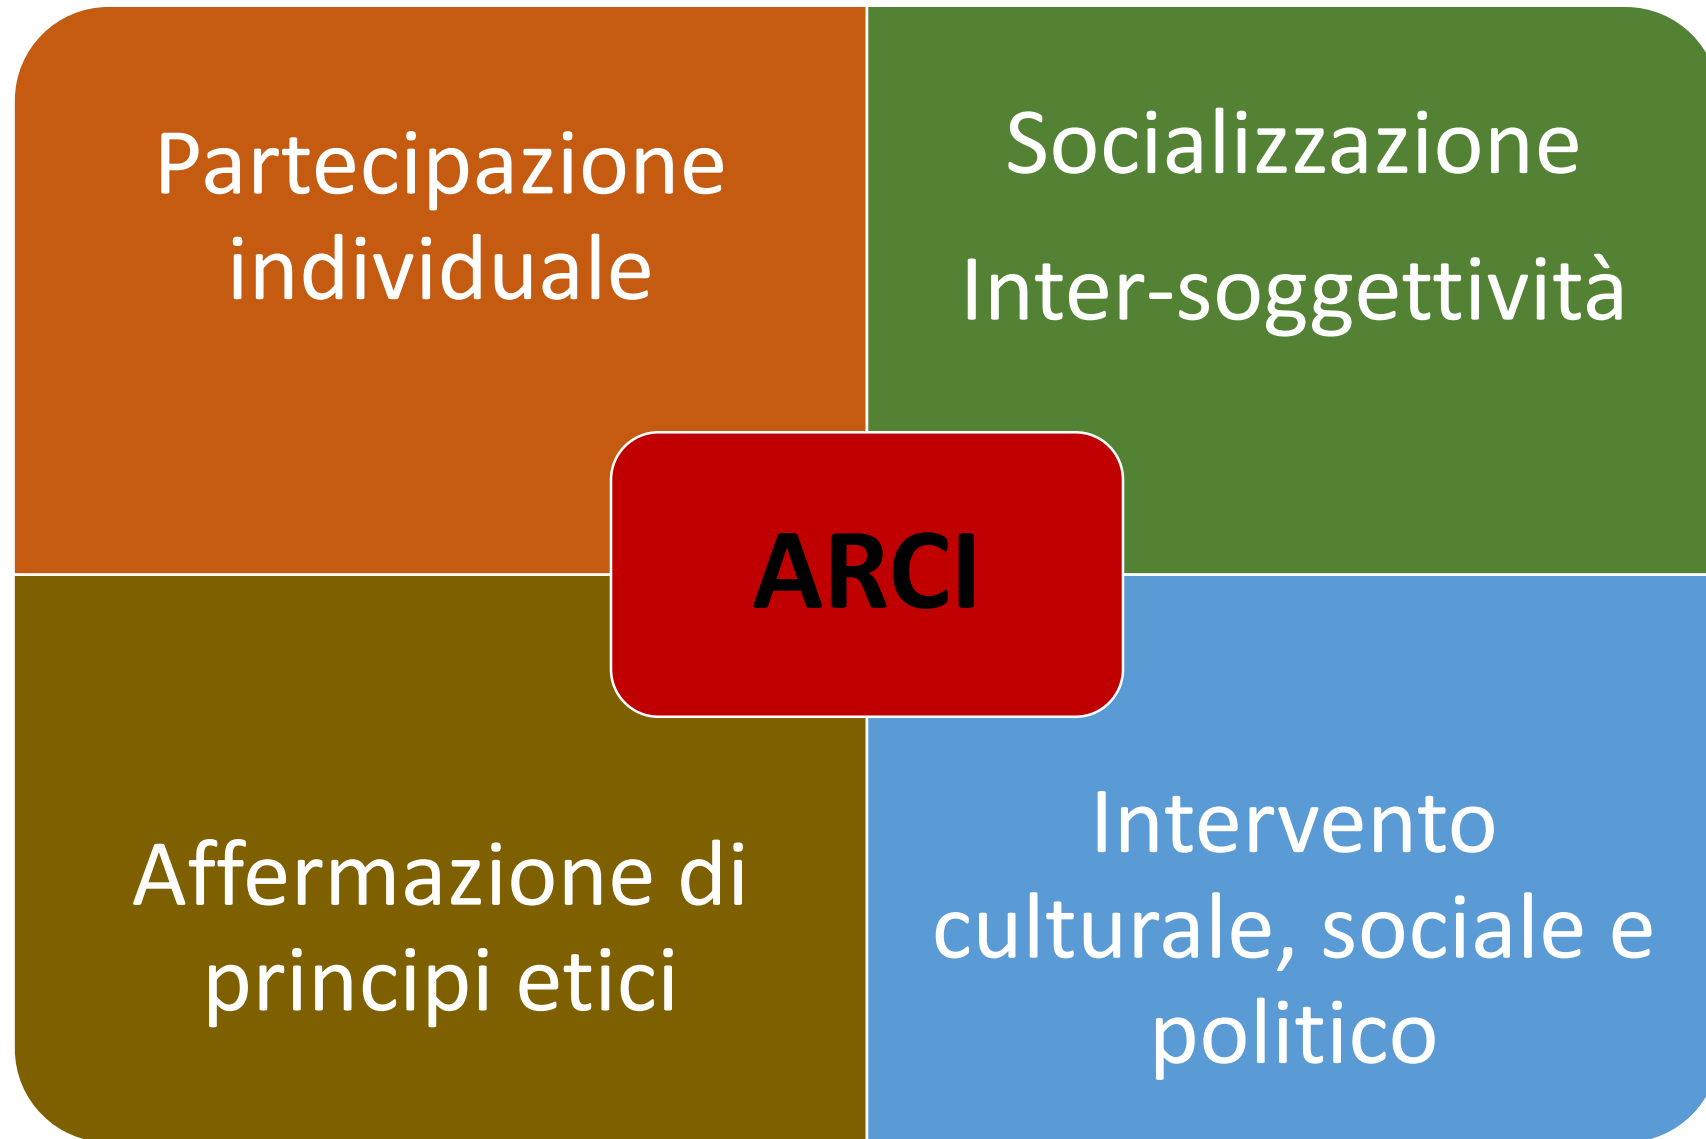 Partecipazione
individuale
Socializzazione
Inter-soggettività
ARCI
Affermazione di
principi etici
Intervento
culturale, sociale e
politico